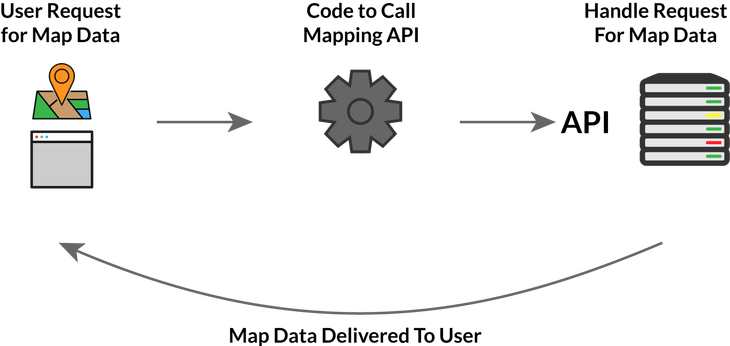 User Request
for Map Data
Code to Call
Mapping API
Handle Request
For Map Data
API
Map Data Delivered To User